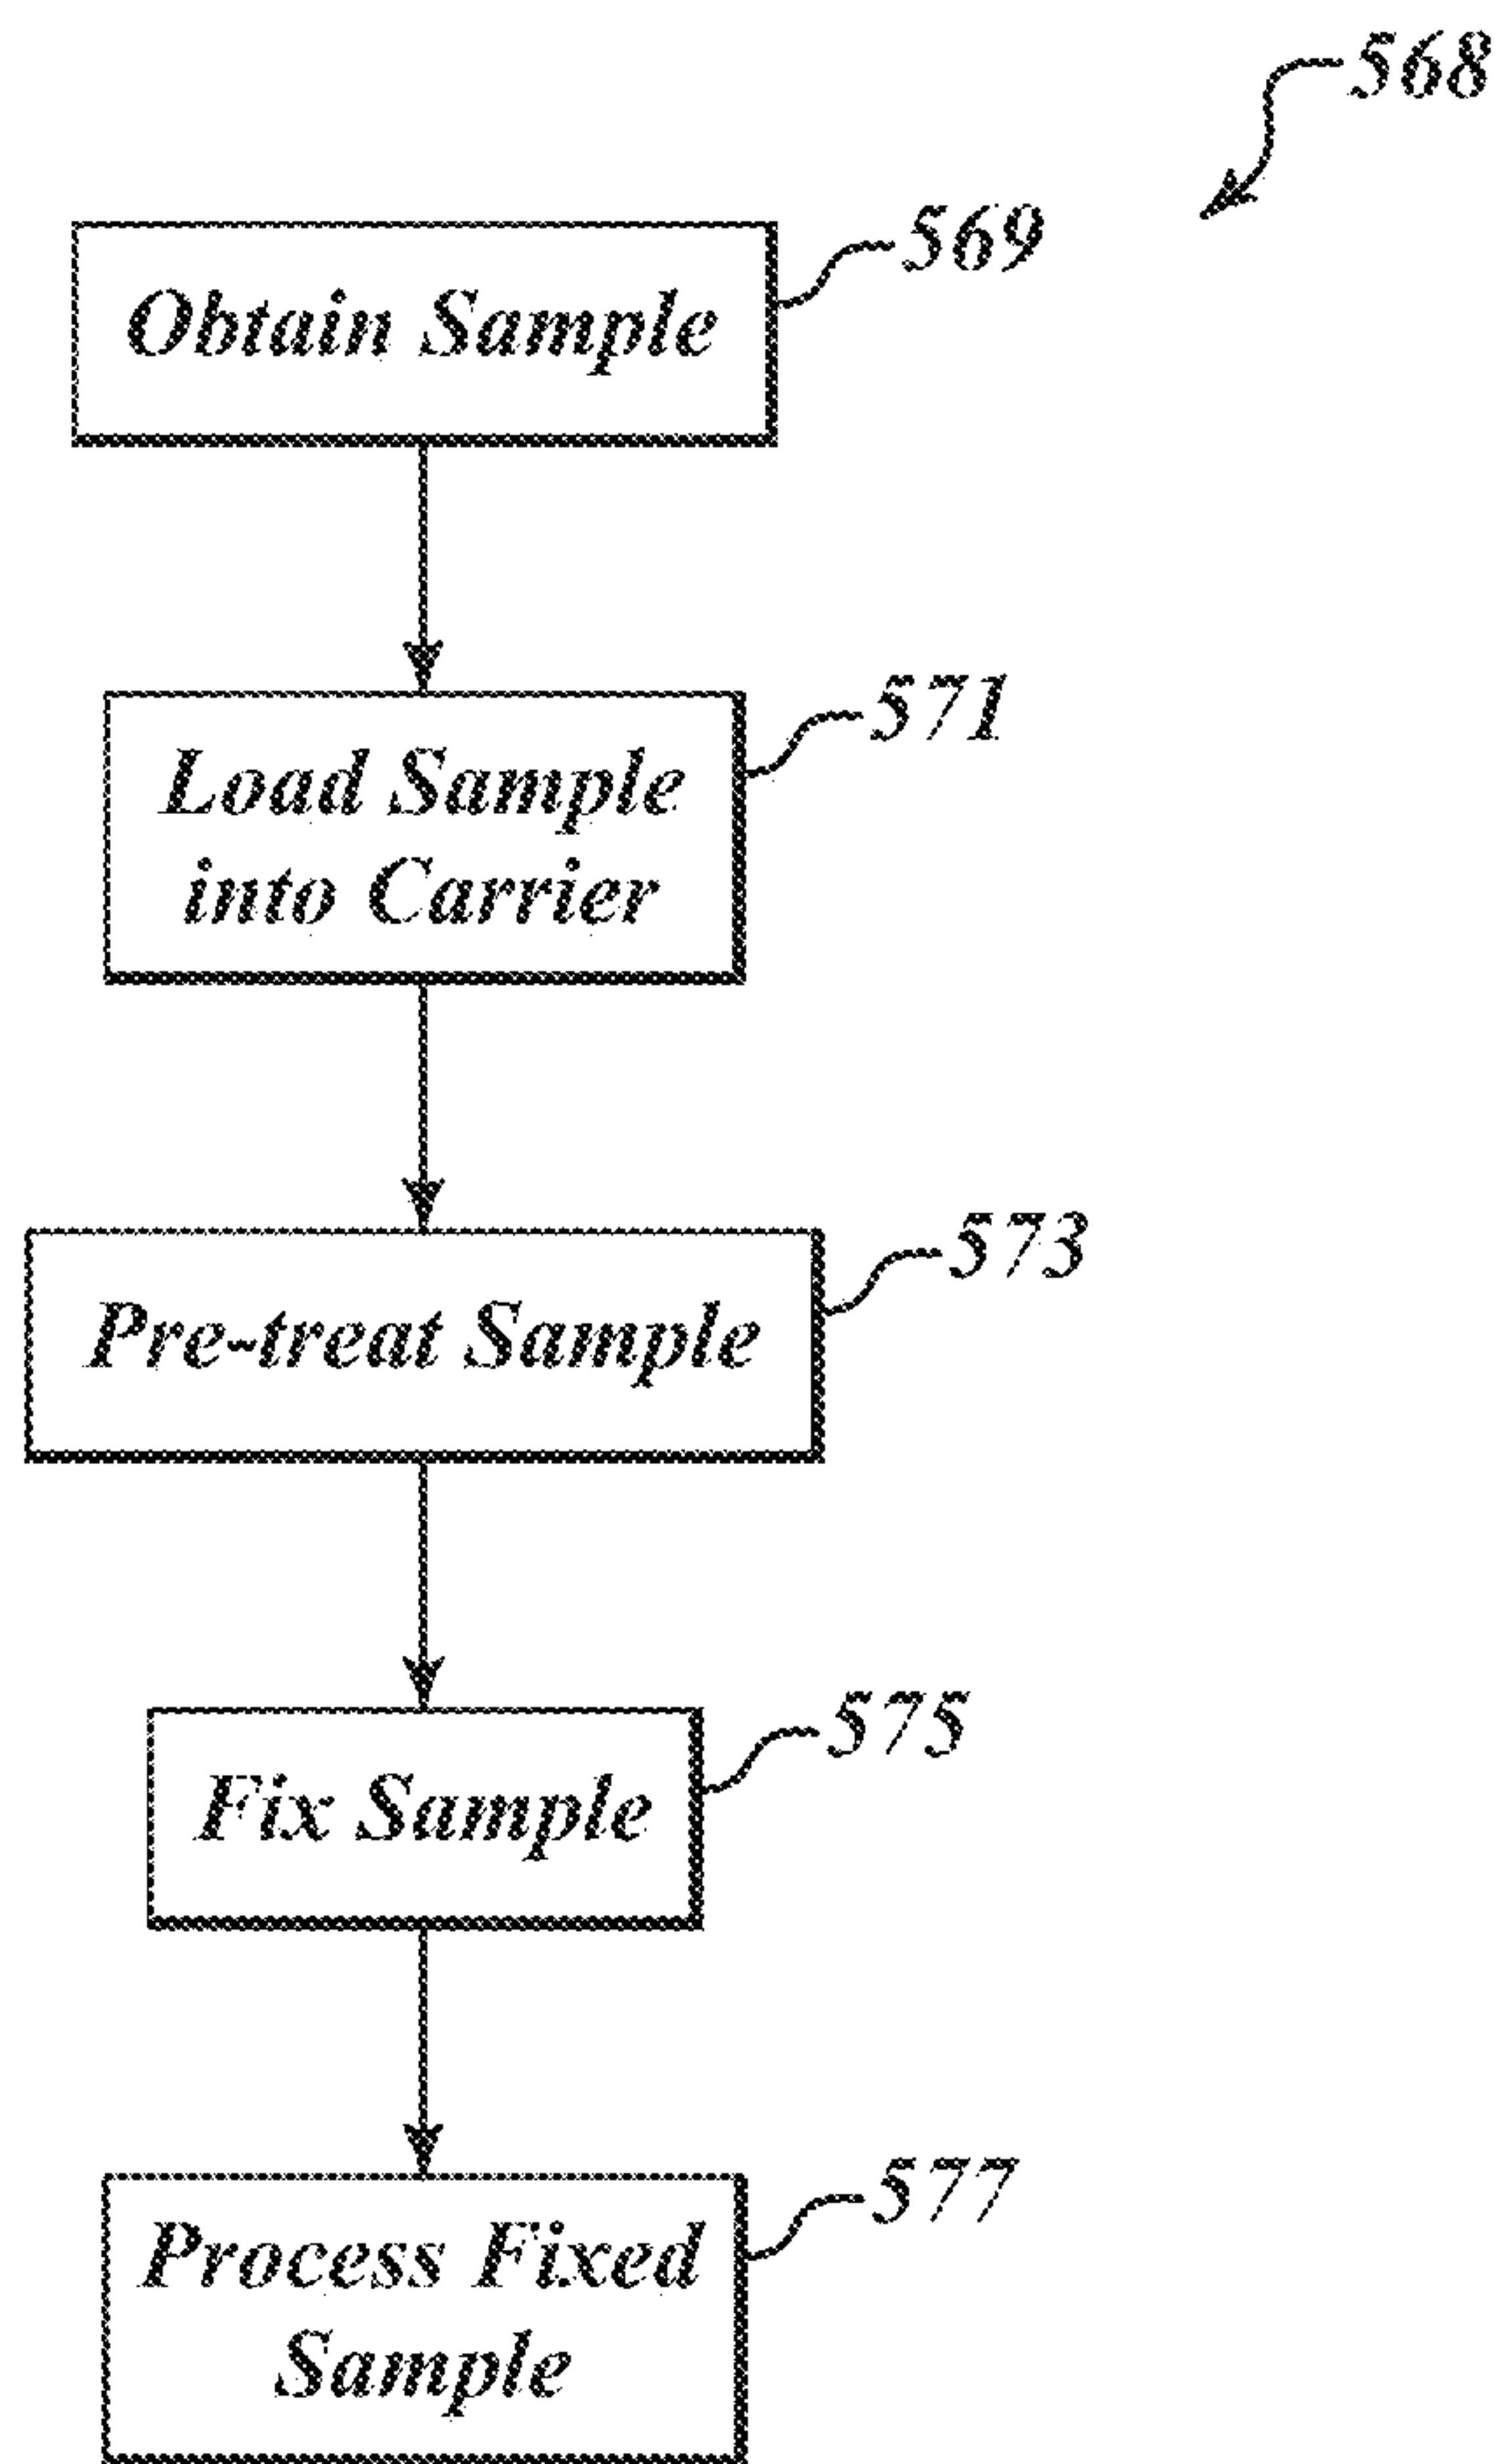 568
Obtain Sample
569
Load Sample
into Carrier
571
Pre-treat Sample
573
Fix Sample
575
Process Fixed
Sample
577